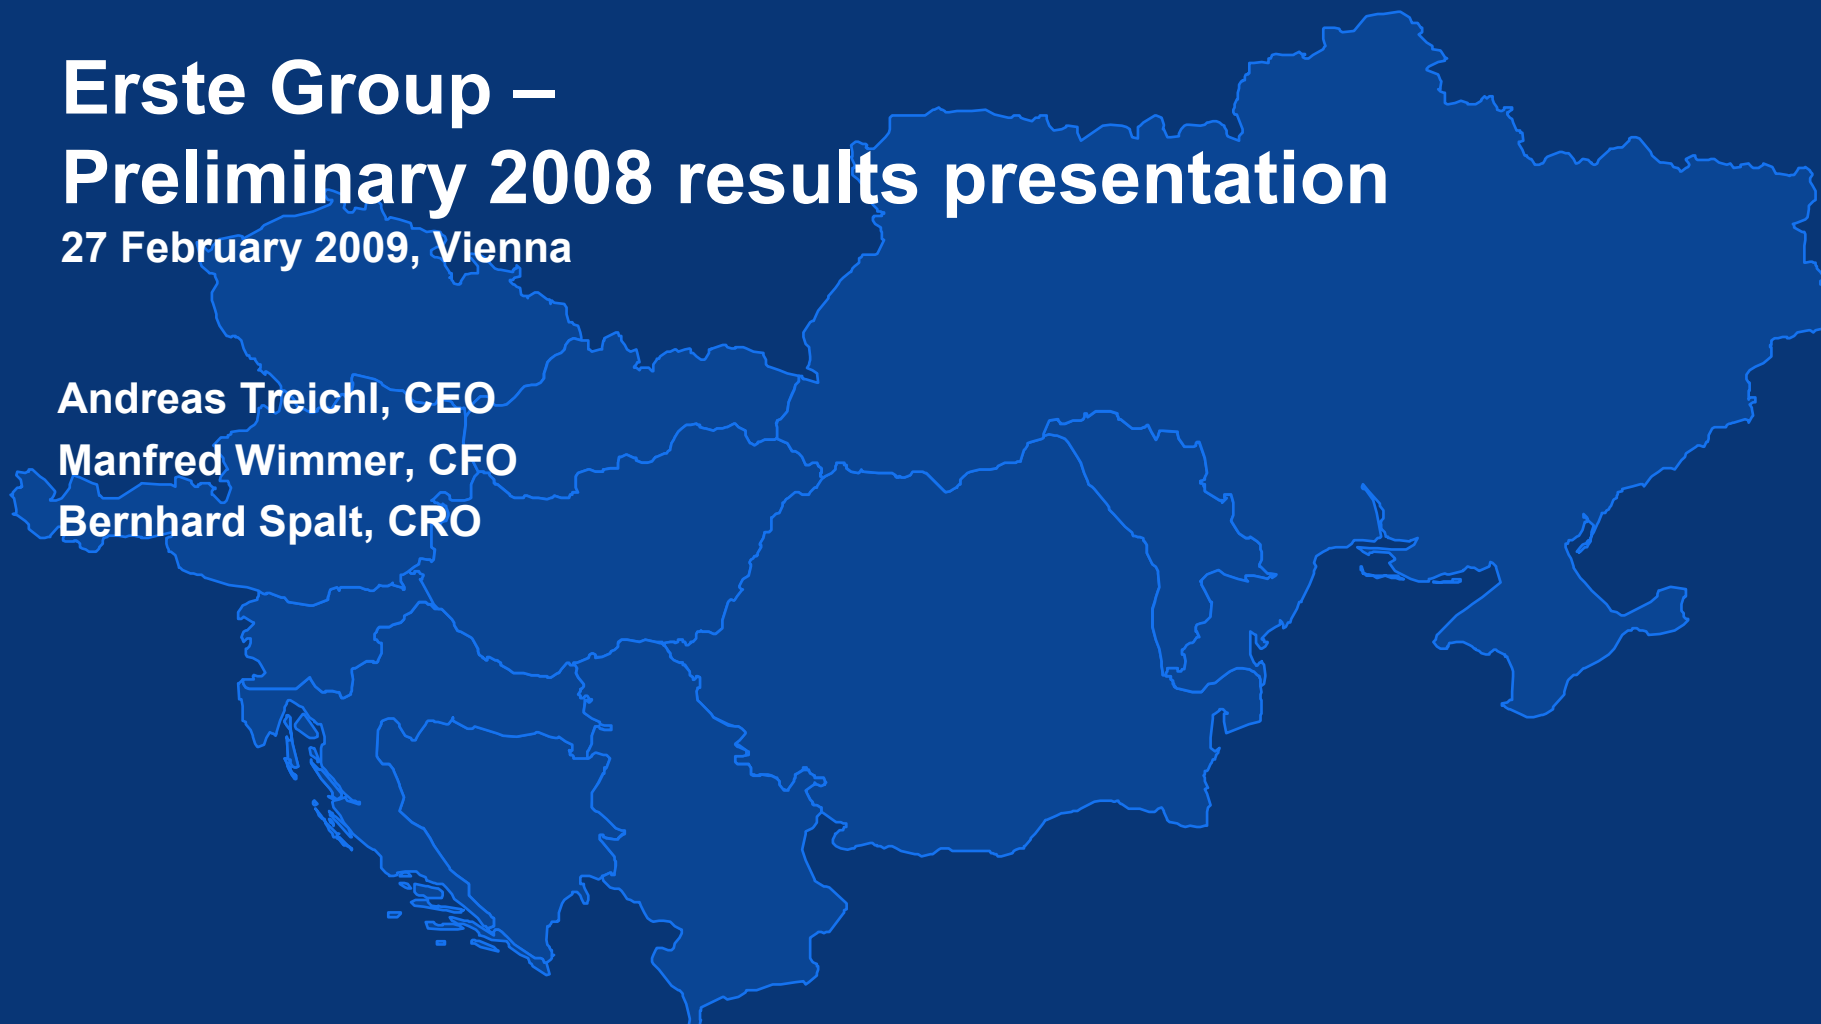 Erste Group –
Preliminary 2008 results presentation
27 February 2009, Vienna
Andreas Treichl, CEO
Manfred Wimmer, CFO
Bernhard Spalt, CRO